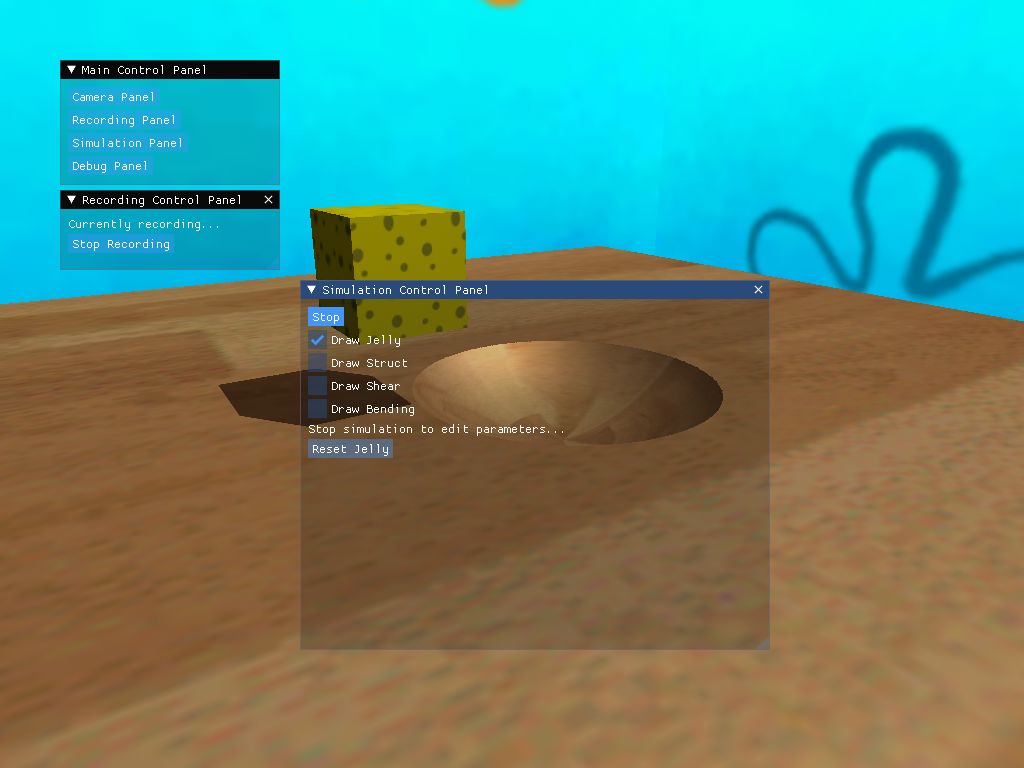 Main Control Panel
Camera Panel
Recording Panel
Simulation Panel
Debug Panel
Recording Control Panel
Currently recording...
Stop Recording
Simulation Control Panel
Stop
Draw Jelly
Draw Struct
Draw Shear
Draw Bending
Stop simulation to edit parameters...
Reset Jelly